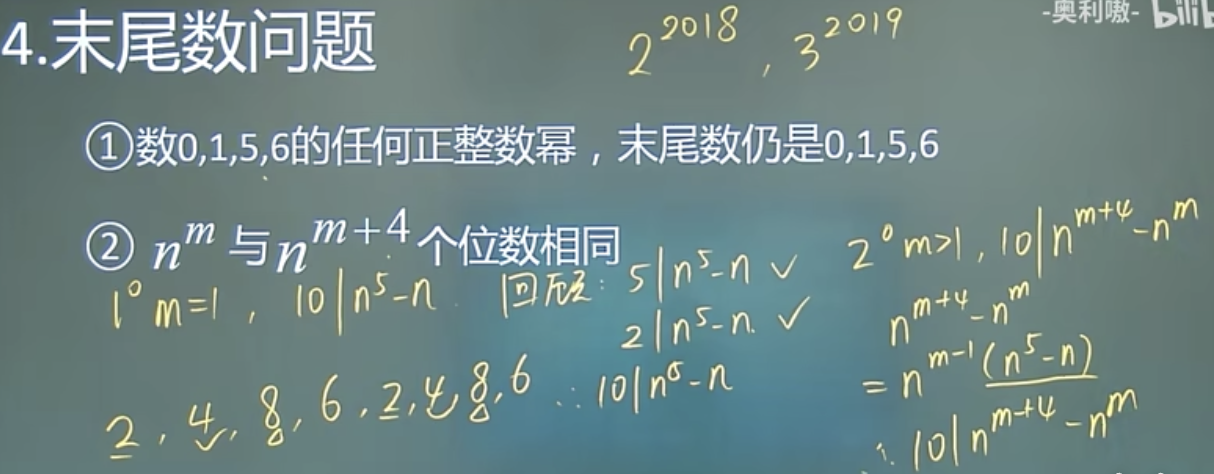 -奥利嗷- bilib
4.末尾数问题
2^2018 , 3^2019
①数0,1,5,6的任何正整数幂，末尾数仍是0,1,5,6
② n^m 与n^m+4 个位数相同
1° m=1 , 10|n^5-n 回顾: 5|n^5-n ✓
2|n^5-n. ✓
∴ 10|n^5-n
2 , 4 , 8 , 6 , 2 , 4 , 8 , 6
2° m>1 , 10|n^m+4-n^m
n^m+4-n^m
=n^m-1(n^5-n)
∴ 10|n^m+4-n^m